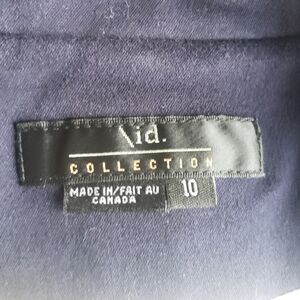 \id.
COLLECTION
MADE IN/FAIT AU
CANADA
10